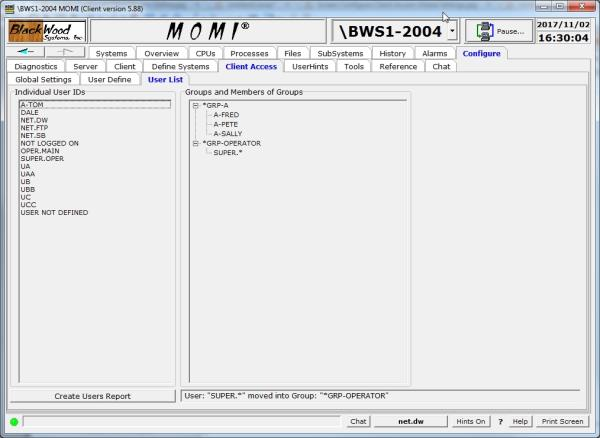 \BWS1-2004 MOMI (Client version 5.88)
BlackWood
Systems, Inc
M O M I ®
\BWS1-2004
Pause...
2017/11/02
16:30:04
Systems Overview CPUs Processes Files SubSystems History Alarms Configure
Diagnostics Server Client Define Systems Client Access UserHints Tools Reference Chat
Global Settings User Define User List
Individual User IDs
A-TOM
DALE
NET.DW
NET.FTP
NET.SB
NOT LOGGED ON
OPER.MAIN
SUPER.OPER
UA
UAA
UB
UBB
UC
UCC
USER NOT DEFINED
Create Users Report
Groups and Members of Groups
*GRP-A
A-FRED
A-PETE
A-SALLY
*GRP-OPERATOR
SUPER.*
User: "SUPER.*" moved into Group: "*GRP-OPERATOR"
Chat net.dw Hints On ? Help Print Screen